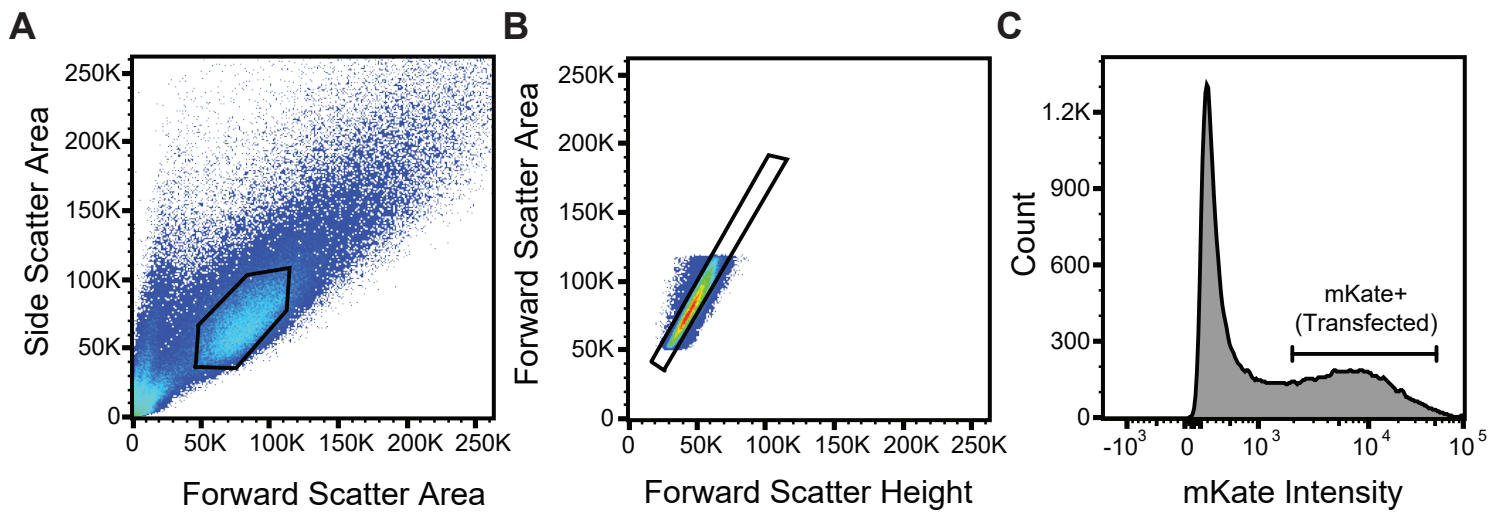 A
B
C
Side Scatter Area
250K
200K
150K
100K
50K
0
0
50K
100K
150K
200K
250K
Forward Scatter Area
Forward Scatter Area
250K
200K
150K
100K
50K
0
0
50K
100K
150K
200K
250K
Forward Scatter Height
Count
1.2K
900
600
300
0
mKate+
(Transfected)
-10³
0
10³
10⁴
10⁵
mKate Intensity